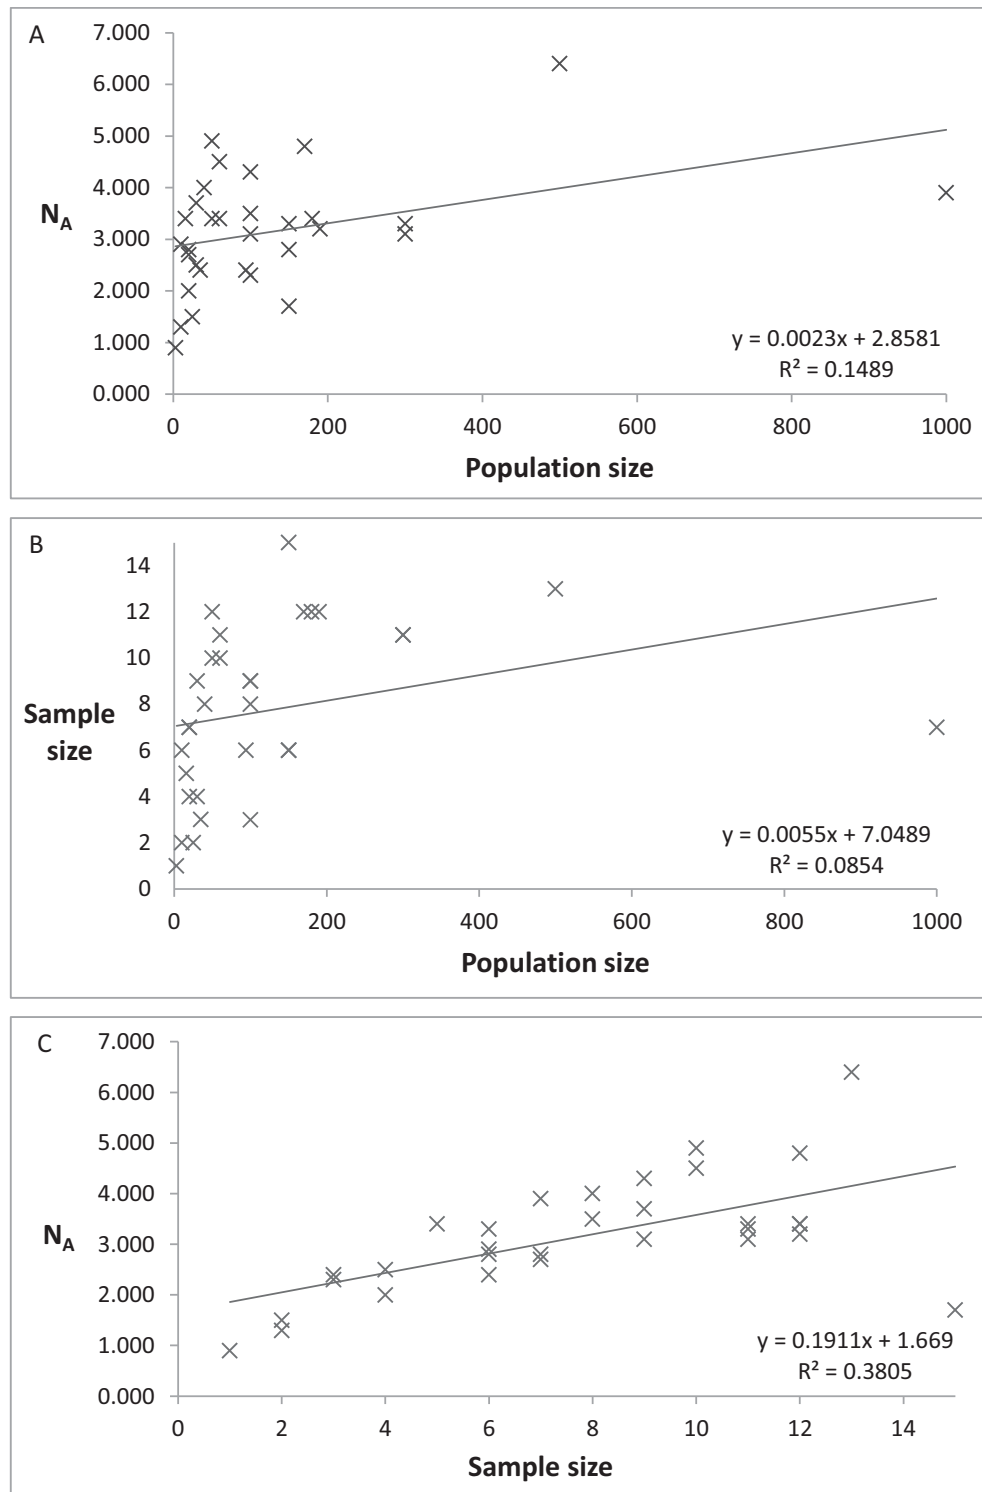 A
7.000
6.000
5.000
4.000
N_A
3.000
2.000
1.000
y = 0.0023x + 2.8581
R² = 0.1489
0.000
0 200 400 600 800 1000
Population size
B
14
12
10
8
Sample
size
6
4
2
y = 0.0055x + 7.0489
R² = 0.0854
0
0 200 400 600 800 1000
Population size
C
7.000
6.000
5.000
4.000
N_A
3.000
2.000
1.000
y = 0.1911x + 1.669
R² = 0.3805
0.000
0 2 4 6 8 10 12 14
Sample size